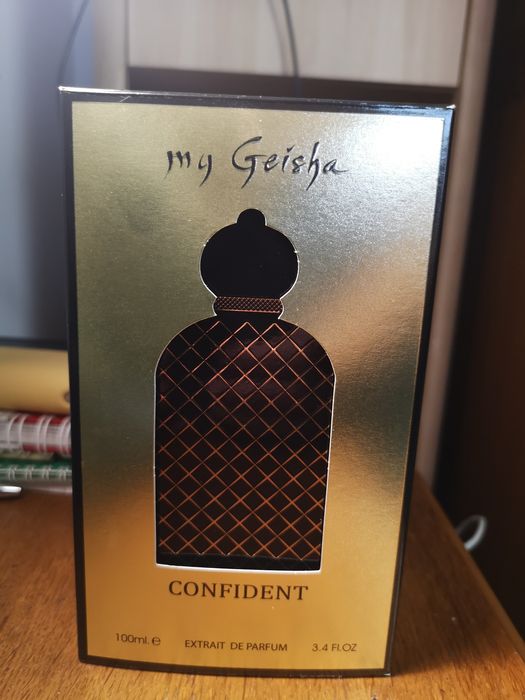 my Geisha
CONFIDENT
100ml. ℮ EXTRAIT DE PARFUM 3.4 Fl.OZ